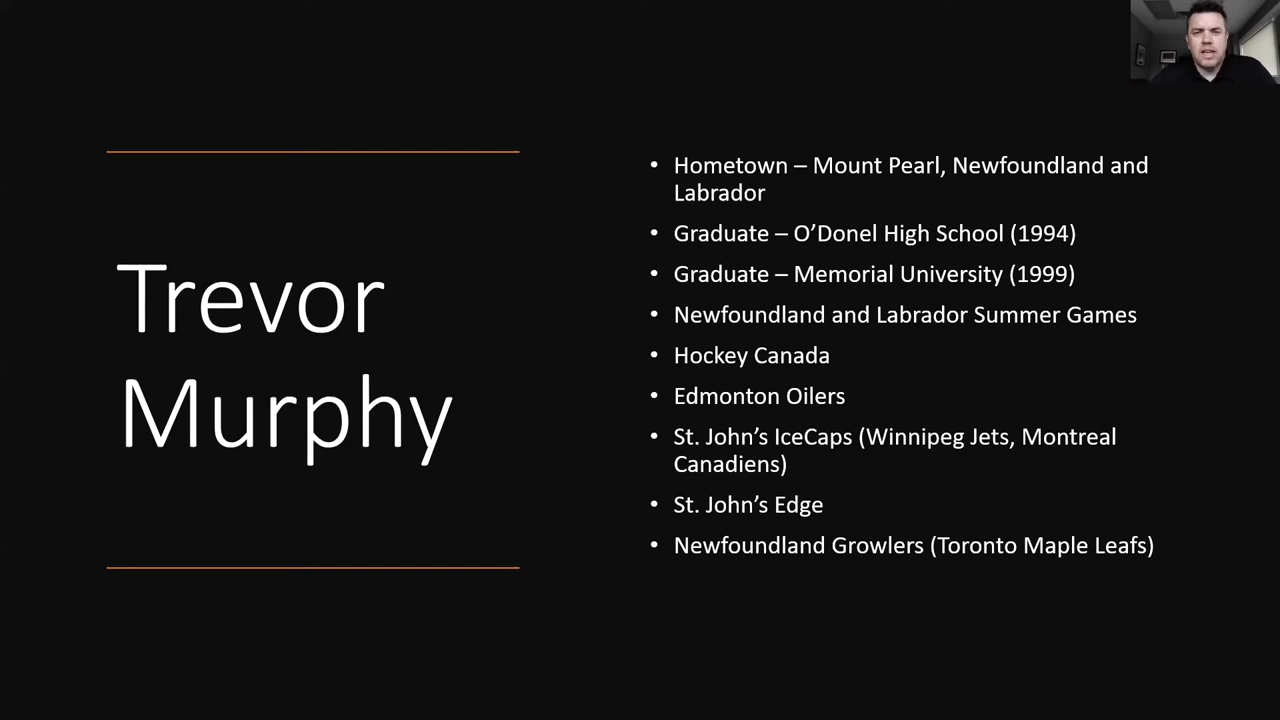 Trevor
Murphy
• Hometown – Mount Pearl, Newfoundland and
Labrador
• Graduate – O’Donel High School (1994)
• Graduate – Memorial University (1999)
• Newfoundland and Labrador Summer Games
• Hockey Canada
• Edmonton Oilers
• St. John’s IceCaps (Winnipeg Jets, Montreal
Canadiens)
• St. John’s Edge
• Newfoundland Growlers (Toronto Maple Leafs)